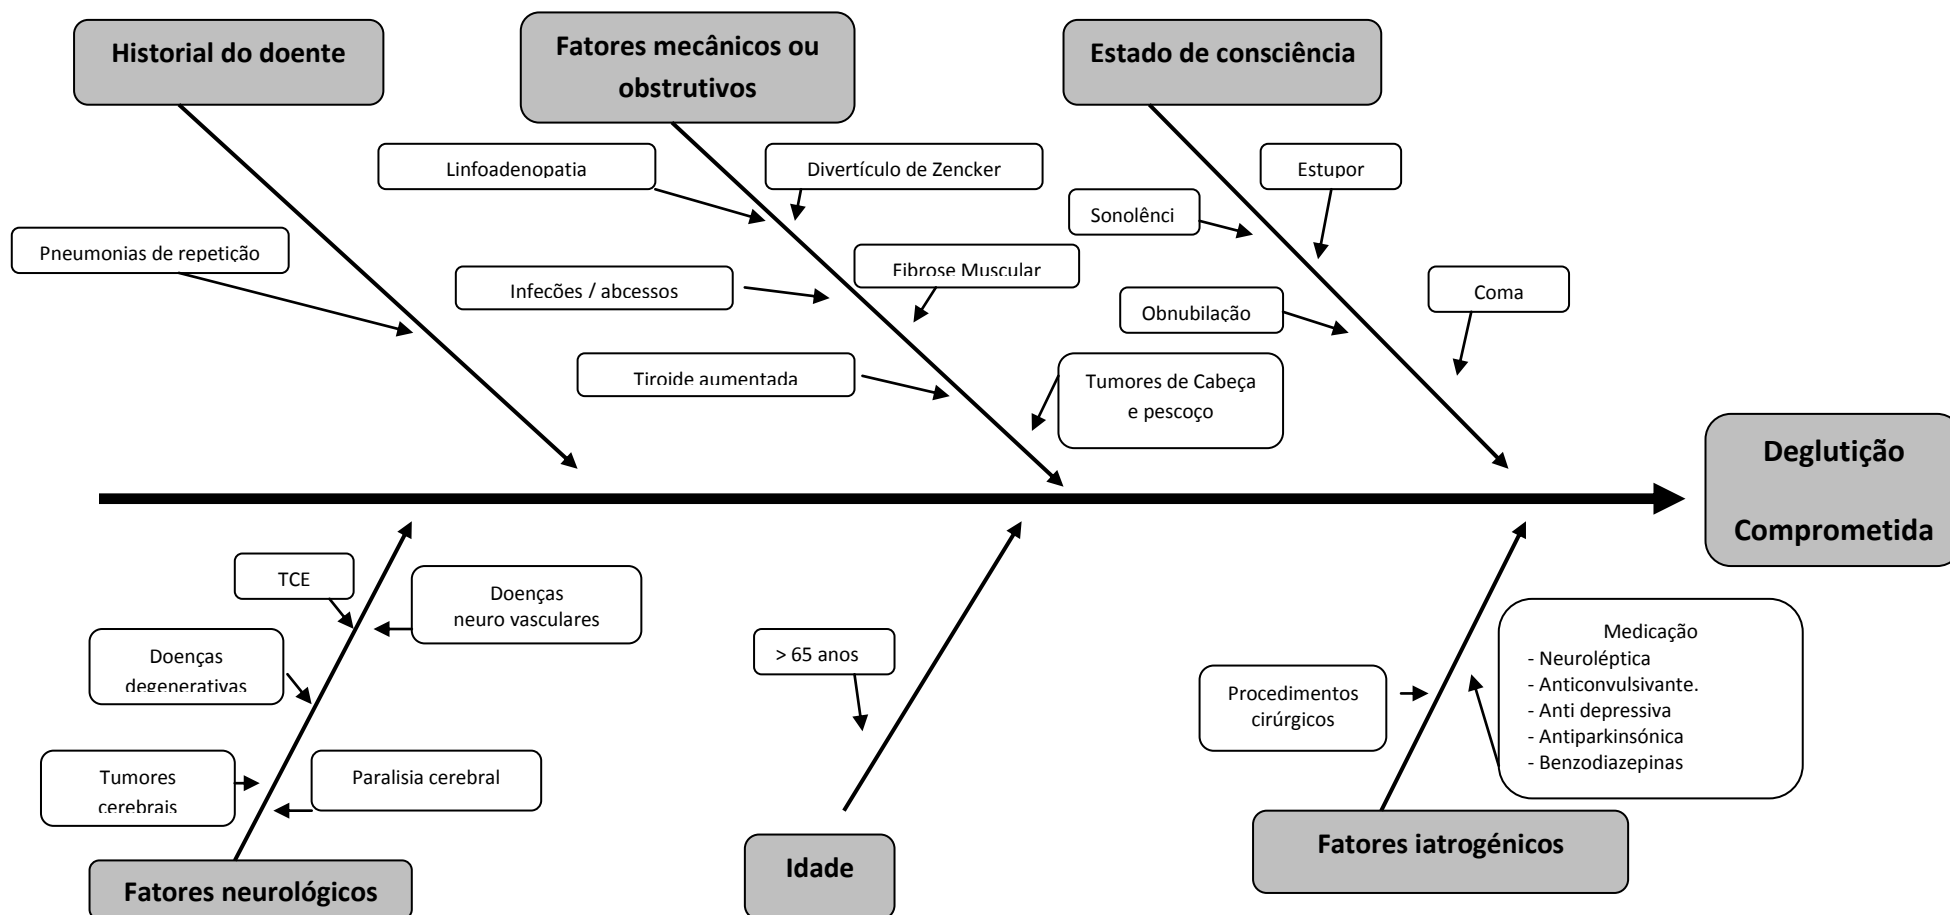 Historial do doente
Fatores mecânicos ou
obstrutivos
Estado de consciência
Linfoadenopatia
Divertículo de Zencker
Estupor
Sonolênci
Pneumonias de repetição
Fibrose Muscular
Infecões / abcessos
Coma
Obnubilação
Tiroide aumentada
Tumores de Cabeça
e pescoço
Deglutição
Comprometida
TCE
Doenças
neuro vasculares
Doenças
degenerativas
> 65 anos
Medicação
- Neuroléptica
- Anticonvulsivante.
- Anti depressiva
- Antiparkinsónica
- Benzodiazepinas
Procedimentos
cirúrgicos
Tumores
cerebrais
Paralisia cerebral
Fatores neurológicos
Idade
Fatores iatrogénicos